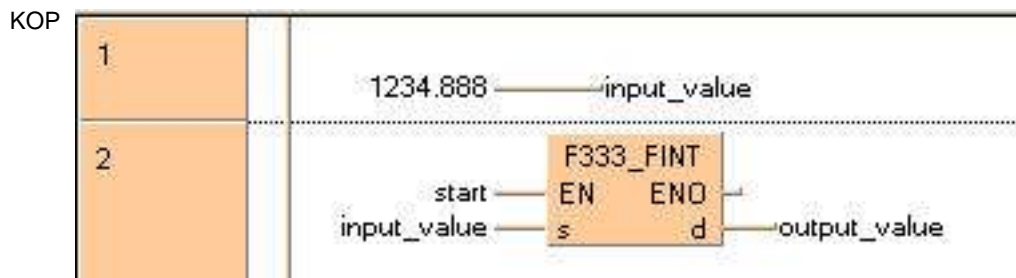 KOP
1
1234.888 input_value
2
F333_FINT
start EN ENO
input_value s d output_value